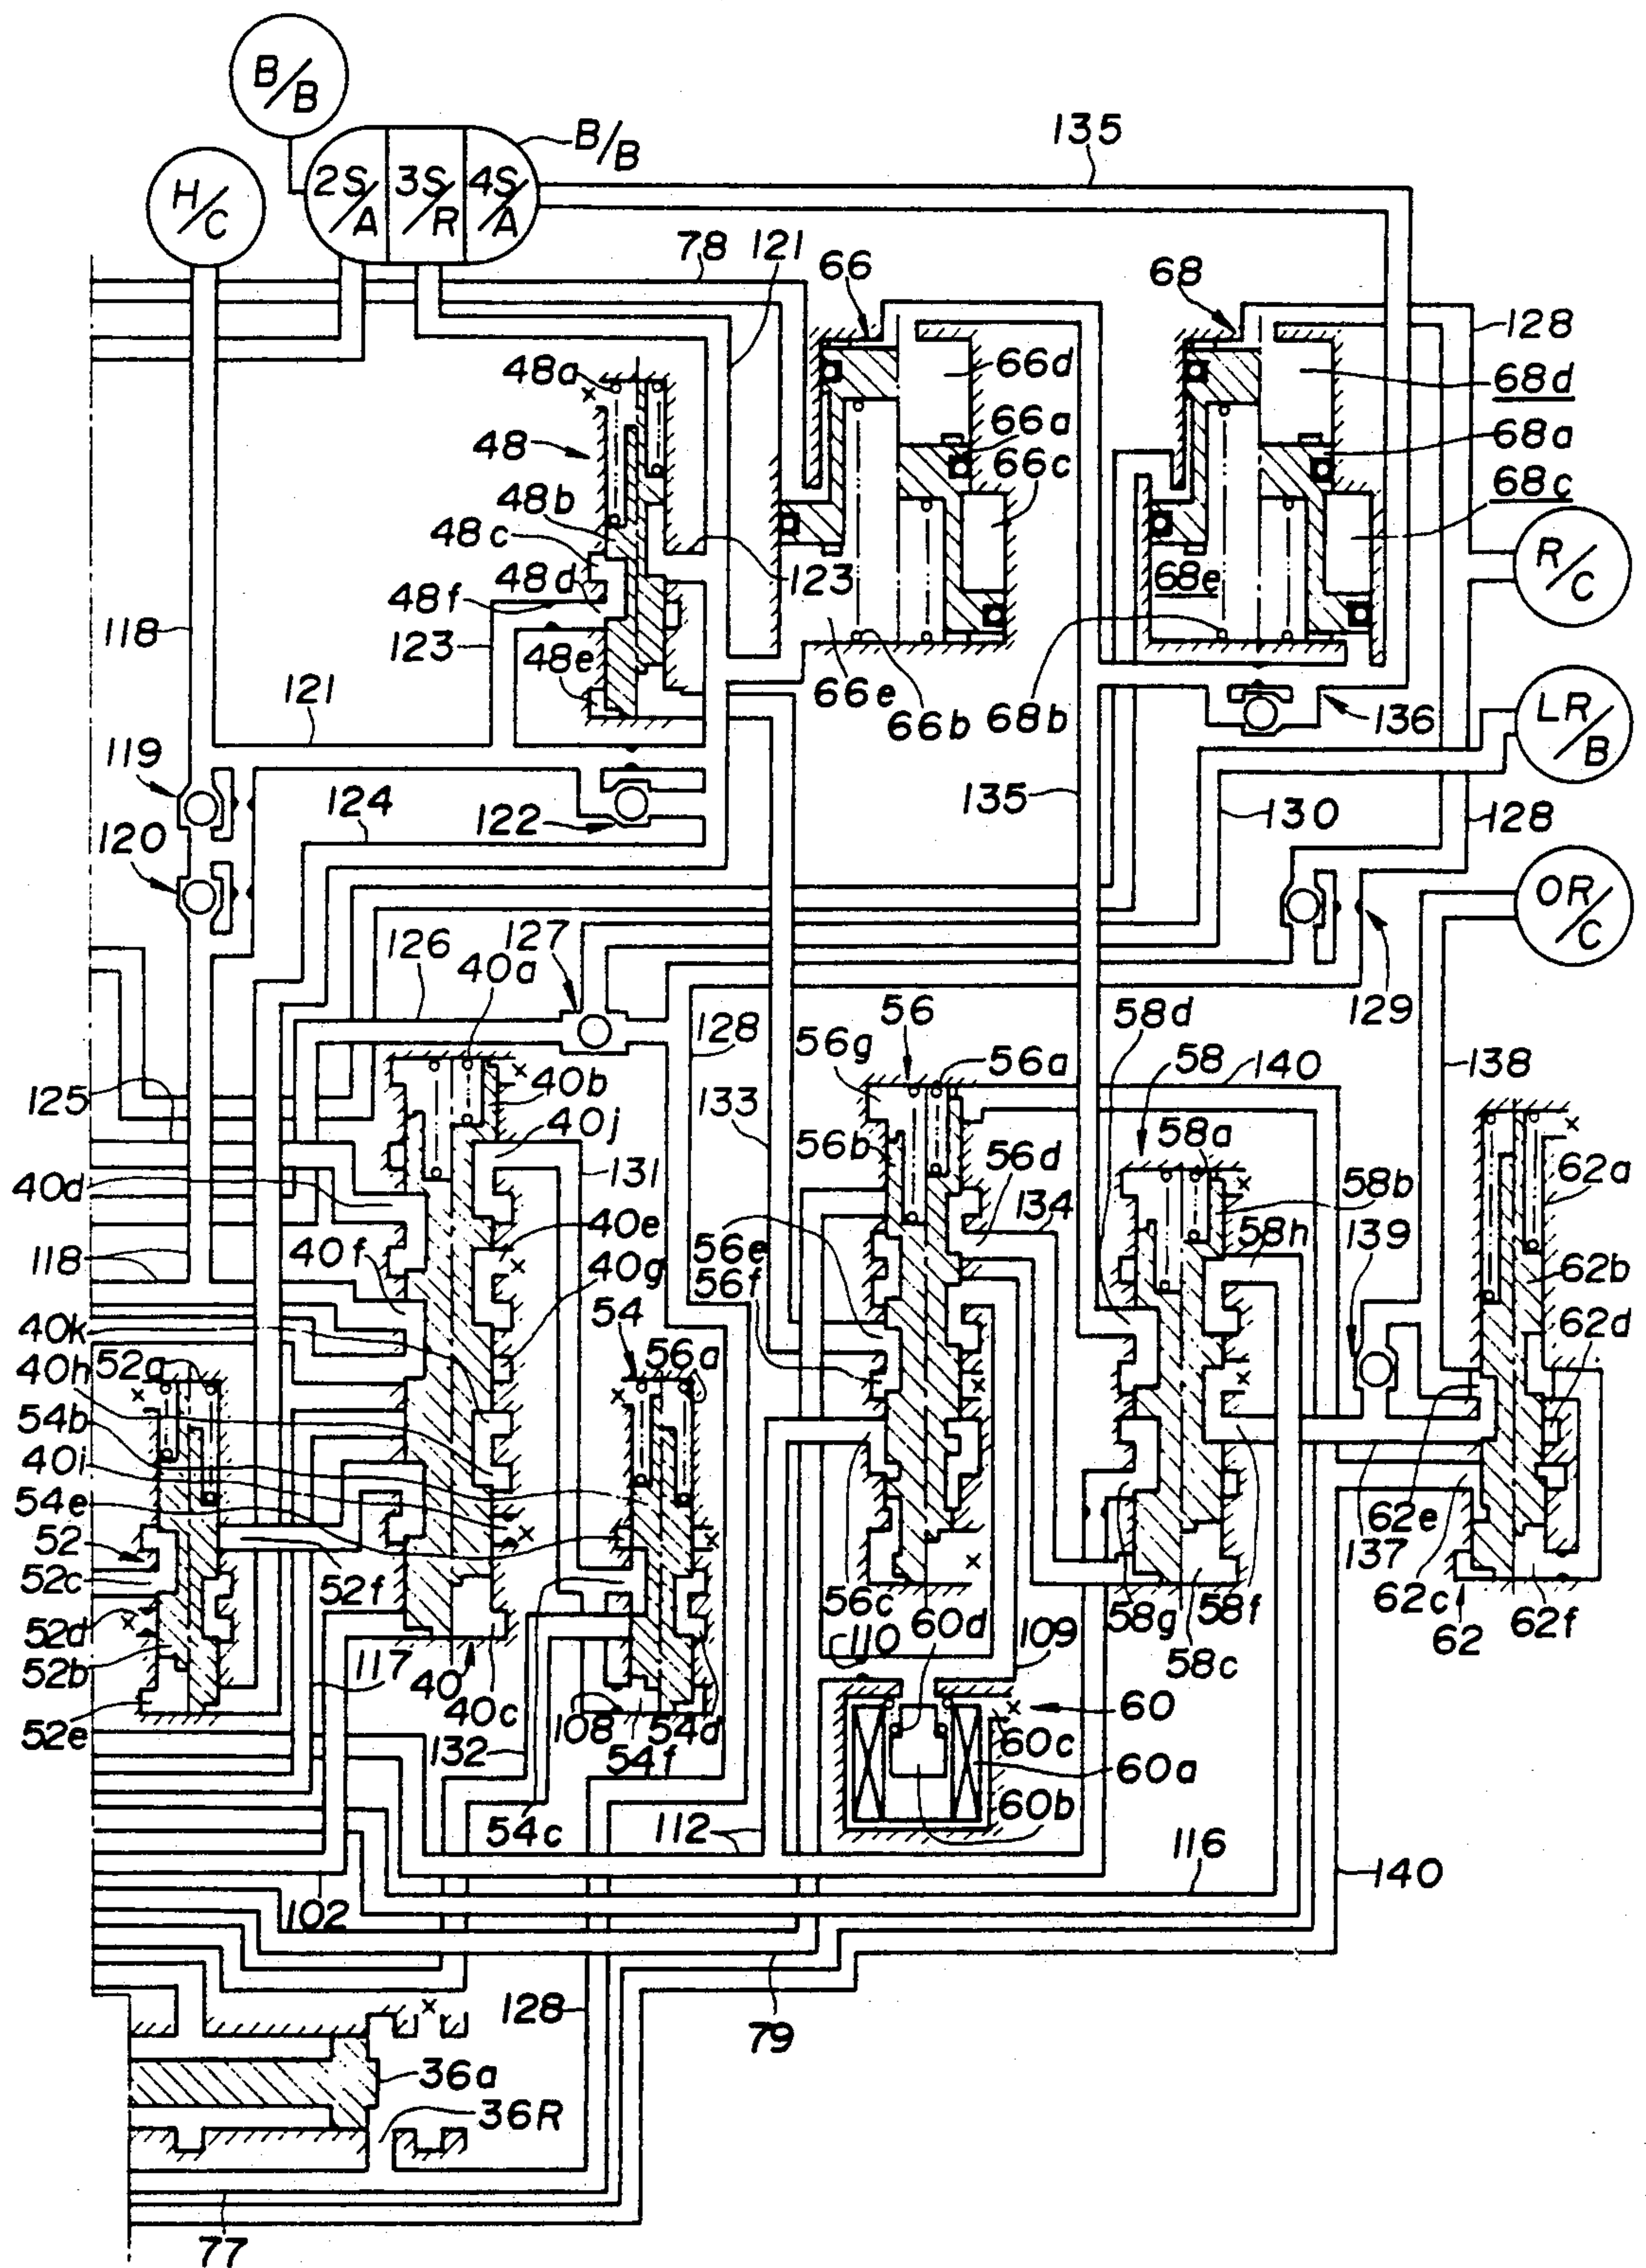 B/B
H/C
2S/A 3S/R 4S/A
B/B
135
78
121
66
68
128
48a
66d
68d
48
66a
68a
66c
68c
48b
48c
48d
123
R/C
68e
48f
118
123
48e
66e
66b
68b
136
LR/B
121
119
124
122
135
130
128
120
OR/C
126
127
40a
129
56
58d
128
56g
56a
140
138
125
40b
133
58
40j
56b
58a
131
56d
62a
40d
58b
134
40e
58h
139
118
40f
56e
62b
40g
56f
54
62d
40k
52a
56a
40h
54b
40i
54e
52
62e
52c
52f
137
56c
62c
58g
58f
62f
52d
60d
109
110
62
52b
117
40
58c
40c
60
52e
108
54d
132
54f
60c
60a
54c
60b
112
116
140
102
128
79
36a
36R
77